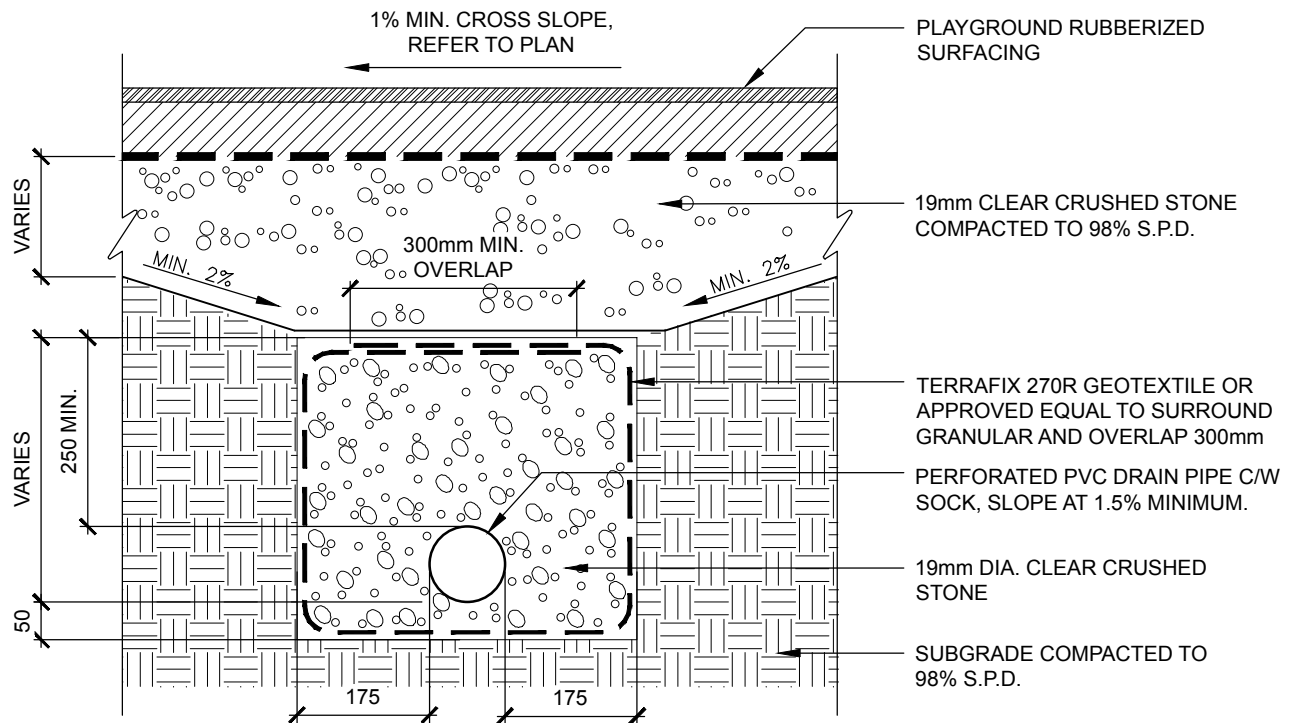 1% MIN. CROSS SLOPE,
REFER TO PLAN
PLAYGROUND RUBBERIZED
SURFACING
VARIES
19mm CLEAR CRUSHED STONE
COMPACTED TO 98% S.P.D.
300mm MIN.
OVERLAP
MIN. 2%
MIN. 2%
VARIES
250 MIN.
TERRAFIX 270R GEOTEXTILE OR
APPROVED EQUAL TO SURROUND
GRANULAR AND OVERLAP 300mm
PERFORATED PVC DRAIN PIPE C/W
SOCK, SLOPE AT 1.5% MINIMUM.
19mm DIA. CLEAR CRUSHED
STONE
50
SUBGRADE COMPACTED TO
98% S.P.D.
175
175